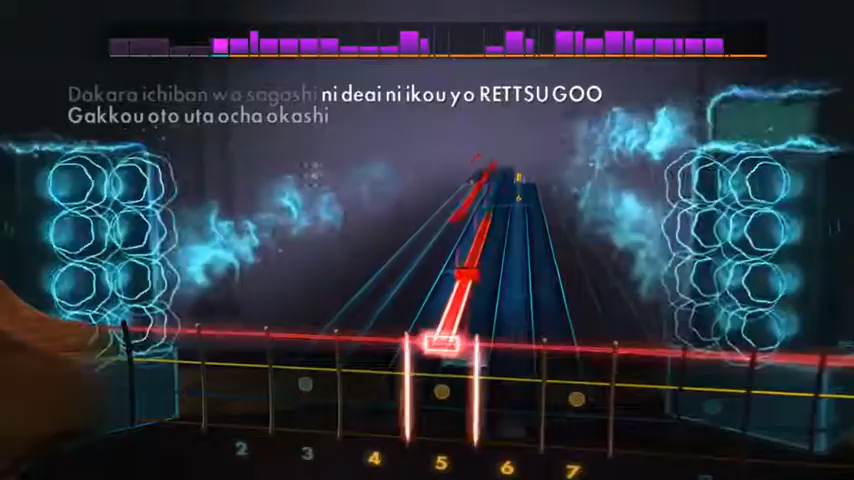 Dakara ichiban wo sagashi ni deai ni ikou yo RETTSU GOO
Gakkou oto uta ocha okashi
6
2 3 4 5 6 7